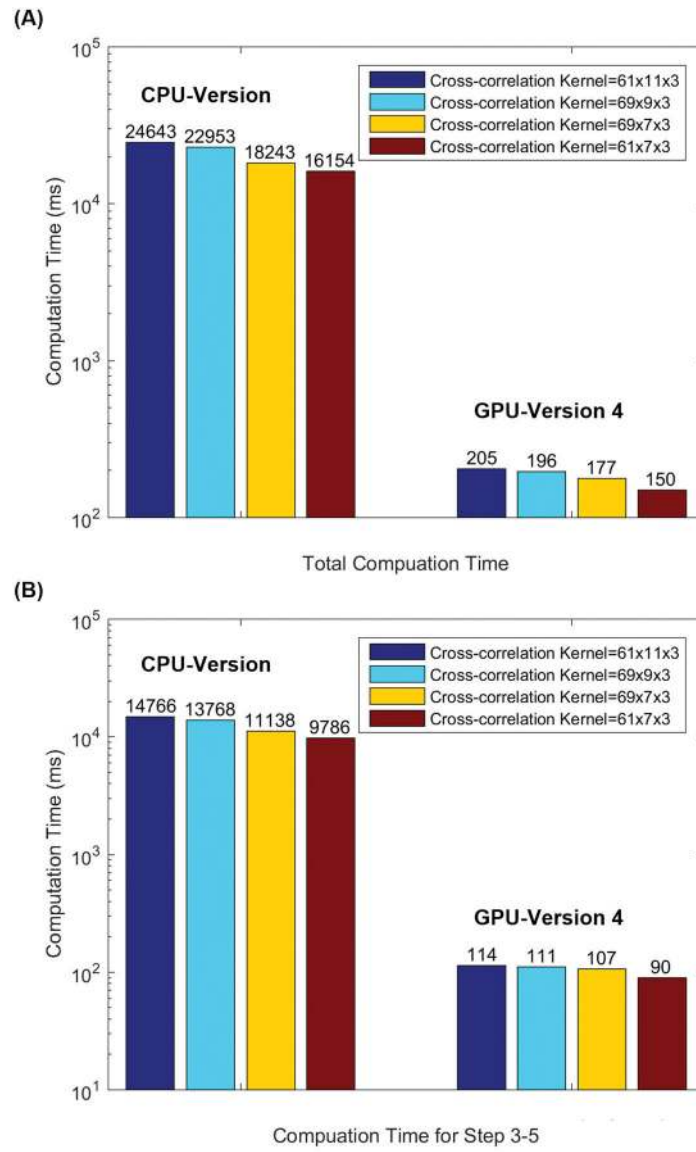 (A)
10^5
10^4
10^3
10^2
Computation Time (ms)
CPU-Version
24643 22953 18243 16154
Cross-correlation Kernel=61x11x3
Cross-correlation Kernel=69x9x3
Cross-correlation Kernel=69x7x3
Cross-correlation Kernel=61x7x3
GPU-Version 4
205 196 177 150
Total Compuation Time
(B)
10^5
10^4
10^3
10^2
10^1
Computation Time (ms)
CPU-Version
14766 13768 11138 9786
Cross-correlation Kernel=61x11x3
Cross-correlation Kernel=69x9x3
Cross-correlation Kernel=69x7x3
Cross-correlation Kernel=61x7x3
GPU-Version 4
114 111 107 90
Compuation Time for Step 3-5